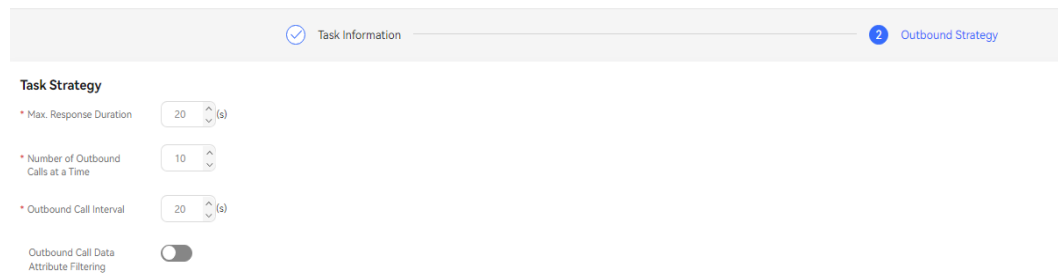 Task Information
2 Outbound Strategy
Task Strategy
* Max. Response Duration 20 (s)
* Number of Outbound
Calls at a Time 10
* Outbound Call Interval 20 (s)
Outbound Call Data
Attribute Filtering